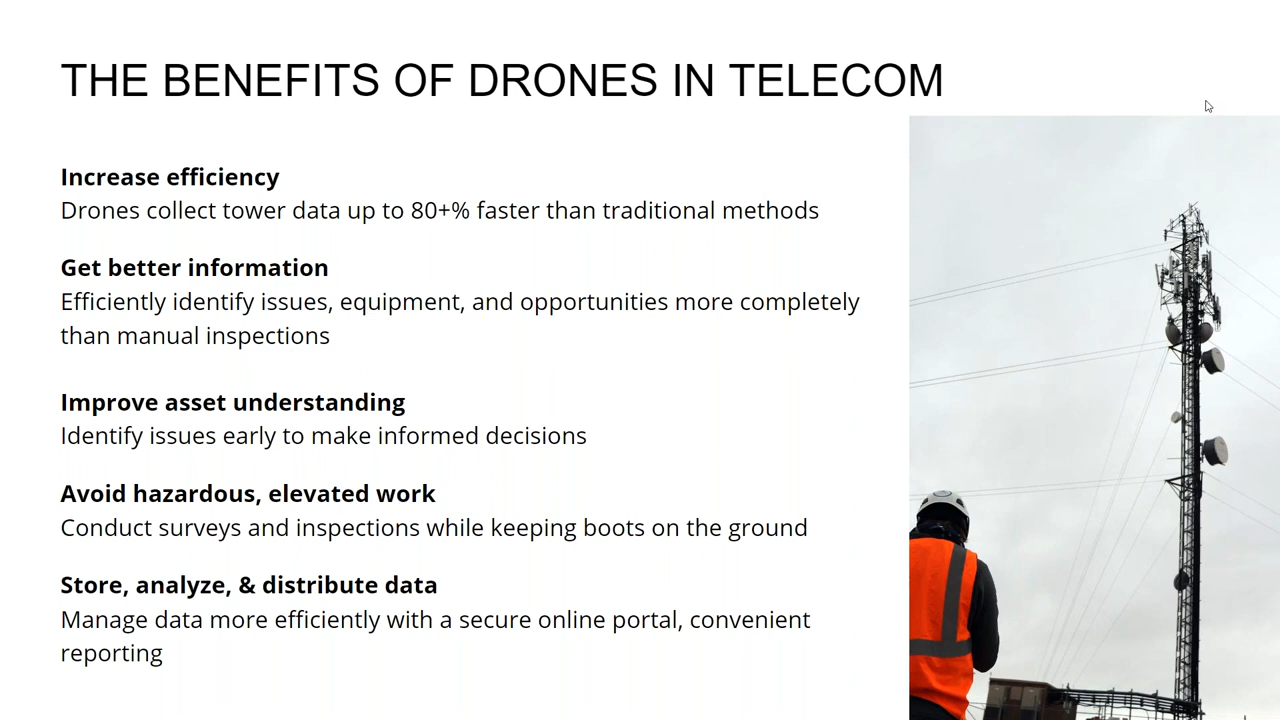 THE BENEFITS OF DRONES IN TELECOM
Increase efficiency
Drones collect tower data up to 80+% faster than traditional methods
Get better information
Efficiently identify issues, equipment, and opportunities more completely
than manual inspections
Improve asset understanding
Identify issues early to make informed decisions
Avoid hazardous, elevated work
Conduct surveys and inspections while keeping boots on the ground
Store, analyze, & distribute data
Manage data more efficiently with a secure online portal, convenient
reporting